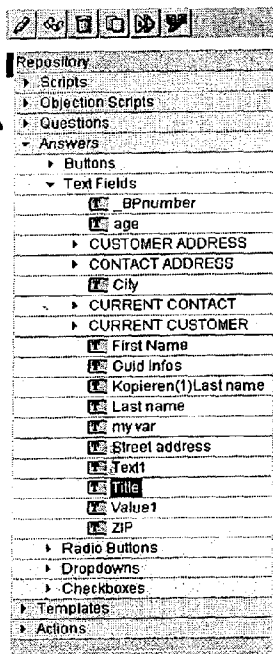 Repository
Scripts
Objection Scripts
Questions
Answers
Buttons
Text Fields
_BPnumber
age
CUSTOMER ADDRESS
CONTACT ADDRESS
City
CURRENT CONTACT
CURRENT CUSTOMER
First Name
Guid Infos
Kopieren(1)Last name
Last name
my var
Street address
Text1
Title
Value1
ZIP
Radio Buttons
Dropdowns
Checkboxes
Templates
Actions